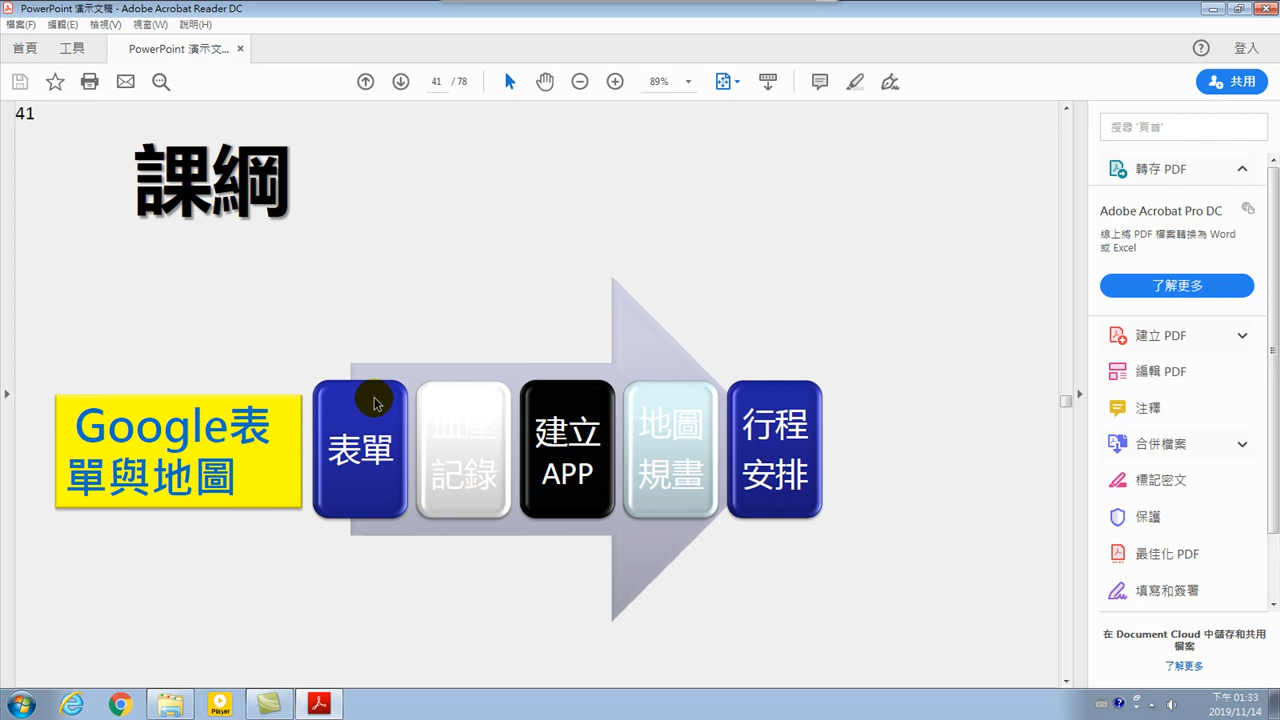 PowerPoint 演示文稿 - Adobe Acrobat Reader DC
檔案(F) 編輯(E) 檢視(V) 視窗(W) 說明(H)
首頁 工具 PowerPoint 演示文... × 登入
41 / 78 89% 共用
41
課綱
Google表
單與地圖
表單
血壓
記錄
建立
APP
地圖
規畫
行程
安排
搜尋 '頁首'
轉存 PDF
Adobe Acrobat Pro DC
線上將 PDF 檔案轉換為 Word
或 Excel
了解更多
建立 PDF
編輯 PDF
注釋
合併檔案
標記密文
保護
最佳化 PDF
填寫和簽署
在 Document Cloud 中儲存和共用
檔案
了解更多
Player
下午 01:33
2019/11/14